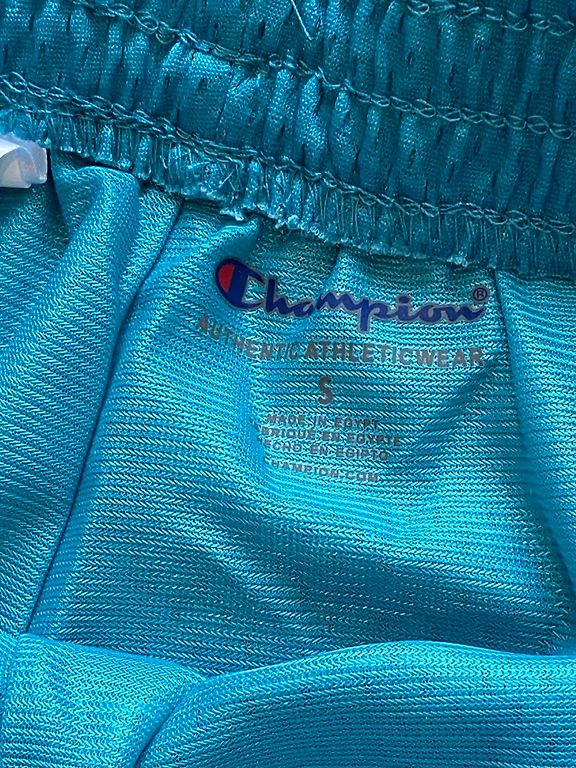 Champion®
AUTHENTIC ATHLETICWEAR
S
MADE IN EGYPT
FABRIQUE EN EGYPTE
HECHO EN EGIPTO
CHAMPION.COM